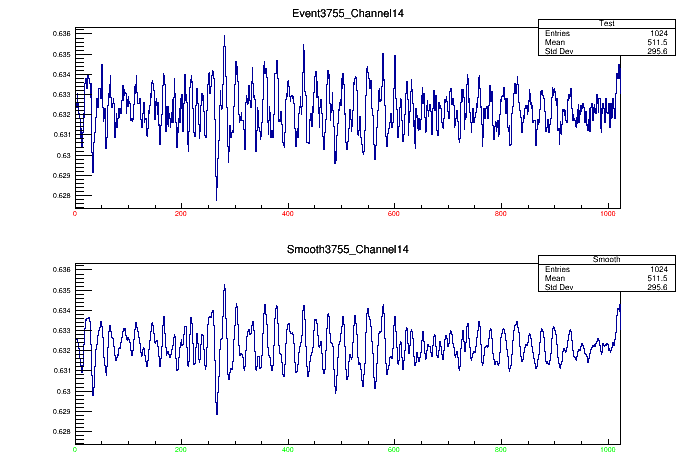 Event3755_Channel14
Test
Entries 1024
Mean 511.5
Std Dev 295.6
0.636
0.635
0.634
0.633
0.632
0.631
0.63
0.629
0.628
0 200 400 600 800 1000
Smooth3755_Channel14
Smooth
Entries 1024
Mean 511.5
Std Dev 295.6
0.636
0.635
0.634
0.633
0.632
0.631
0.63
0.629
0.628
0 200 400 600 800 1000